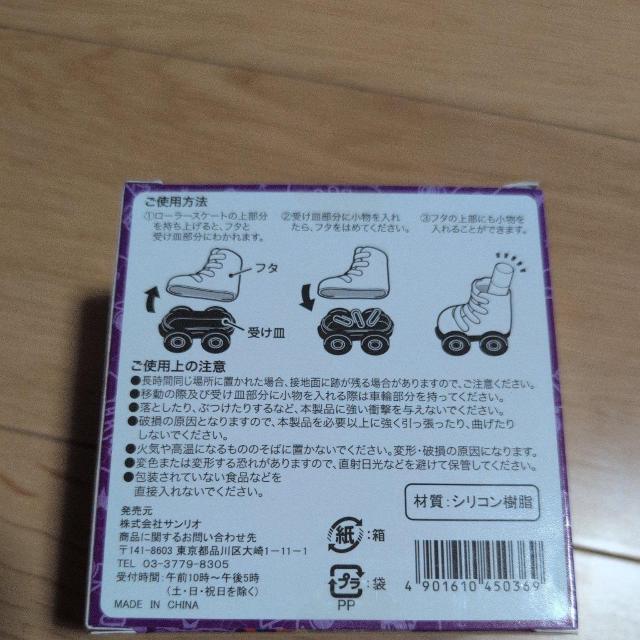 ご使用方法
①ローラースケートの上部分
を持ち上げると、フタと
受け皿部分にわかれます。
②受け皿部分に小物を入れ
たら、フタをはめてください。
③フタの上部にも小物を
入れることができます。
フタ
受け皿
ご使用上の注意
●長時間同じ場所に置かれた場合、接地面に跡が残る場合がありますので、ご注意ください。
●移動の際及び受け皿部分に小物を入れる際は車輪部分を持ってください。
●落としたり、ぶつけたりするなど、本製品に強い衝撃を与えないでください。
●破損の原因となりますので、本製品を必要以上に強く引っ張ったり、曲げたり
しないでください。
●火気や高温になるもののそばに置かないでください。変形・破損の原因になります。
●変色または変形する恐れがありますので、直射日光などを避けて保管してください。
●包装されていない食品などを
直接入れないでください。
材質:シリコン樹脂
発売元
株式会社サンリオ
商品に関するお問い合わせ先
〒141-8603 東京都品川区大崎1-11-1
TEL 03-3779-8305
受付時間:午前10時〜午後5時
(土・日・祝日を除く)
MADE IN CHINA
紙:箱
プラ:袋
PP
4 901610 450369